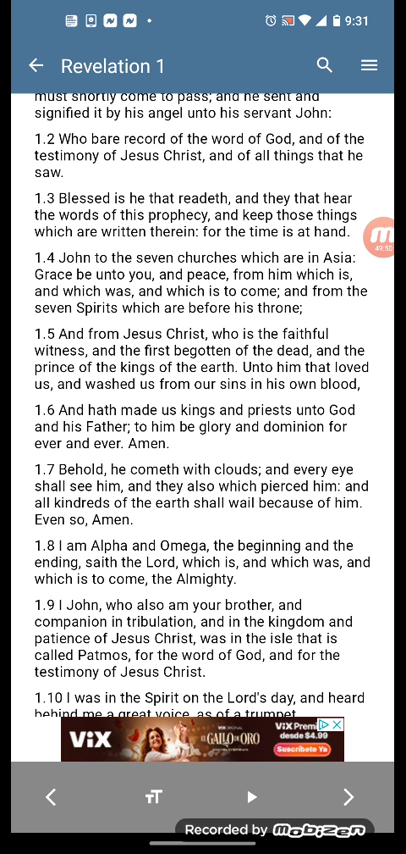 9:31
Revelation 1
must shortly come to pass; and he sent and
signified it by his angel unto his servant John:
1.2 Who bare record of the word of God, and of the
testimony of Jesus Christ, and of all things that he
saw.
1.3 Blessed is he that readeth, and they that hear
the words of this prophecy, and keep those things
which are written therein: for the time is at hand.
1.4 John to the seven churches which are in Asia:
Grace be unto you, and peace, from him which is,
and which was, and which is to come; and from the
seven Spirits which are before his throne;
1.5 And from Jesus Christ, who is the faithful
witness, and the first begotten of the dead, and the
prince of the kings of the earth. Unto him that loved
us, and washed us from our sins in his own blood,
1.6 And hath made us kings and priests unto God
and his Father; to him be glory and dominion for
ever and ever. Amen.
1.7 Behold, he cometh with clouds; and every eye
shall see him, and they also which pierced him: and
all kindreds of the earth shall wail because of him.
Even so, Amen.
1.8 I am Alpha and Omega, the beginning and the
ending, saith the Lord, which is, and which was, and
which is to come, the Almighty.
1.9 I John, who also am your brother, and
companion in tribulation, and in the kingdom and
patience of Jesus Christ, was in the isle that is
called Patmos, for the word of God, and for the
testimony of Jesus Christ.
1.10 I was in the Spirit on the Lord's day, and heard
behind me a great voice, as of a trumpet
m
49:50
ViX
EL GALLO DE ORO
ViX Premi
desde $4.99
Suscríbete Ya
TT
Recorded by mobizen